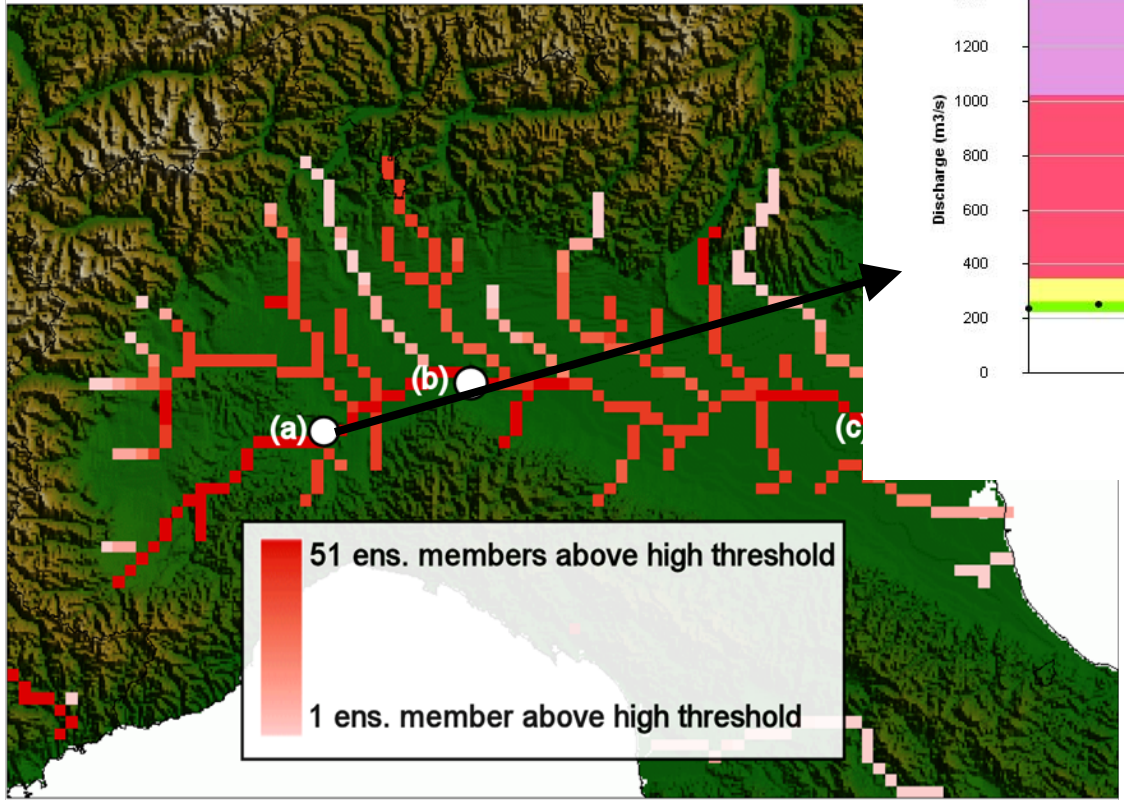 1200
1000
800
600
400
200
0
Discharge (m3/s)
(b)
(a)
(c
51 ens. members above high threshold
1 ens. member above high threshold